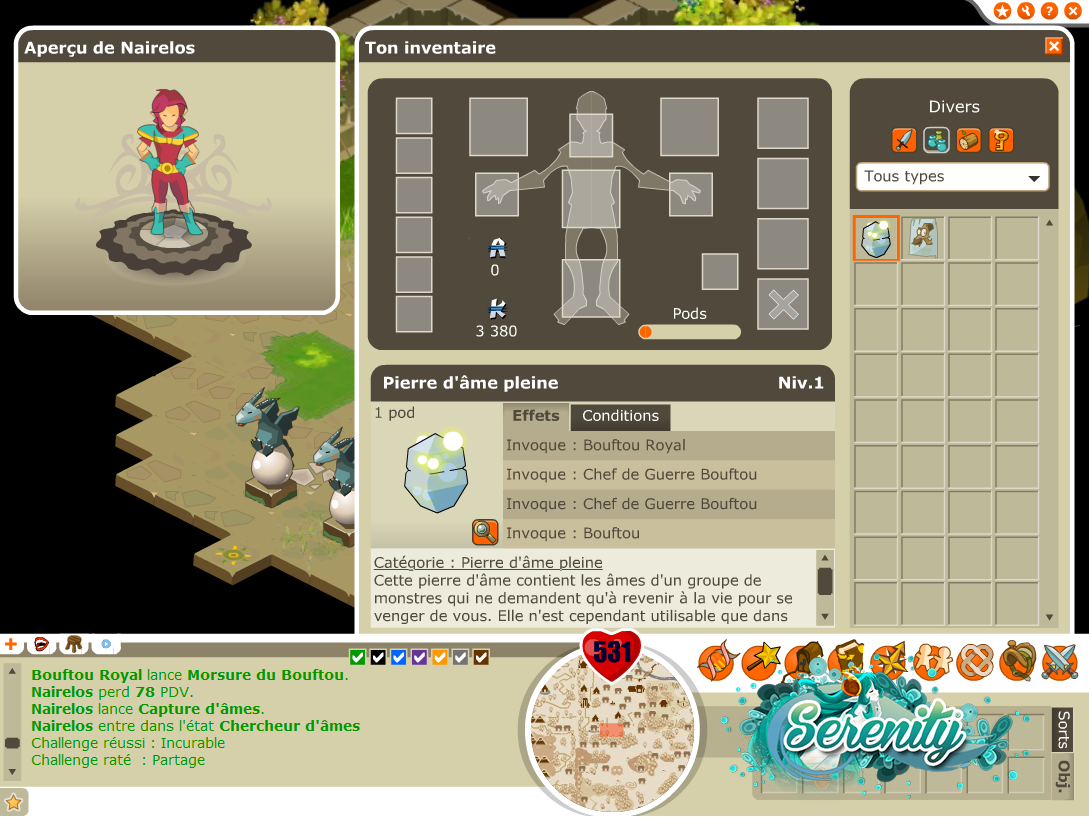 Aperçu de Nairelos
Ton inventaire
Divers
Tous types
0
3 380
Pods
Pierre d'âme pleine
Niv.1
1 pod
Effets
Conditions
Invoque : Bouftou Royal
Invoque : Chef de Guerre Bouftou
Invoque : Chef de Guerre Bouftou
Invoque : Bouftou
Catégorie : Pierre d'âme pleine
Cette pierre d'âme contient les âmes d'un groupe de
monstres qui ne demandent qu'à revenir à la vie pour se
venger de vous. Elle n'est cependant utilisable que dans
Bouftou Royal lance Morsure du Bouftou.
Nairelos perd 78 PDV.
Nairelos lance Capture d'âmes.
Nairelos entre dans l'état Chercheur d'âmes
Challenge réussi : Incurable
Challenge raté  : Partage
531
Serenity
Sorts
Obj.